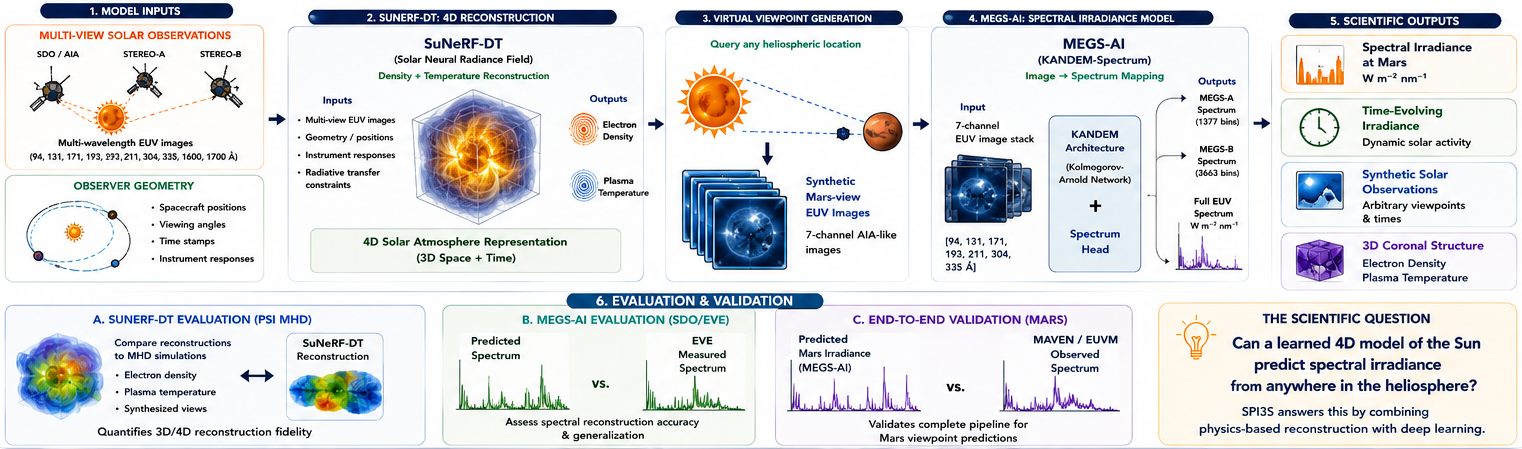 1. MODEL INPUTS
MULTI-VIEW SOLAR OBSERVATIONS
SDO / AIA
STEREO-A
STEREO-B
Multi-wavelength EUV images
(94, 131, 171, 193, 211, 304, 335, 1600, 1700 Å)
OBSERVER GEOMETRY
• Spacecraft positions
• Viewing angles
• Time stamps
• Instrument responses
2. SUNERF-DT: 4D RECONSTRUCTION
SuNeRF-DT
(Solar Neural Radiance Field)
Density + Temperature Reconstruction
Inputs
• Multi-view EUV images
• Geometry / positions
• Instrument responses
• Radiative transfer
constraints
Outputs
Electron
Density
Plasma
Temperature
4D Solar Atmosphere Representation
(3D Space + Time)
3. VIRTUAL VIEWPOINT GENERATION
Query any heliospheric location
Synthetic
Mars-view
EUV Images
7-channel AIA-like
images
4. MEGS-AI: SPECTRAL IRRADIANCE MODEL
MEGS-AI
(KANDEM-Spectrum)
Image → Spectrum Mapping
Input
7-channel
EUV image stack
[94, 131, 171,
193, 211, 304,
335 Å]
KANDEM
Architecture
(Kolmogorov-
Arnold Network)
+
Spectrum
Head
Outputs
MEGS-A
Spectrum
(1377 bins)
MEGS-B
Spectrum
(3663 bins)
Full EUV
Spectrum
W m⁻² nm⁻¹
5. SCIENTIFIC OUTPUTS
Spectral Irradiance
at Mars
W m⁻² nm⁻¹
Time-Evolving
Irradiance
Dynamic solar activity
Synthetic Solar
Observations
Arbitrary viewpoints
& times
3D Coronal Structure
Electron Density
Plasma Temperature
6. EVALUATION & VALIDATION
A. SUNERF-DT EVALUATION (PSI MHD)
Compare reconstructions
to MHD simulations
• Electron density
• Plasma temperature
• Synthesized views
SuNeRF-DT
Reconstruction
Quantifies 3D/4D reconstruction fidelity
B. MEGS-AI EVALUATION (SDO/EVE)
Predicted
Spectrum
vs.
EVE
Measured
Spectrum
Assess spectral reconstruction accuracy
& generalization
C. END-TO-END VALIDATION (MARS)
Predicted
Mars Irradiance
(MEGS-AI)
vs.
MAVEN / EUVM
Observed
Spectrum
Validates complete pipeline for
Mars viewpoint predictions
THE SCIENTIFIC QUESTION
Can a learned 4D model of the Sun
predict spectral irradiance
from anywhere in the heliosphere?
SPI3S answers this by combining
physics-based reconstruction with deep learning.